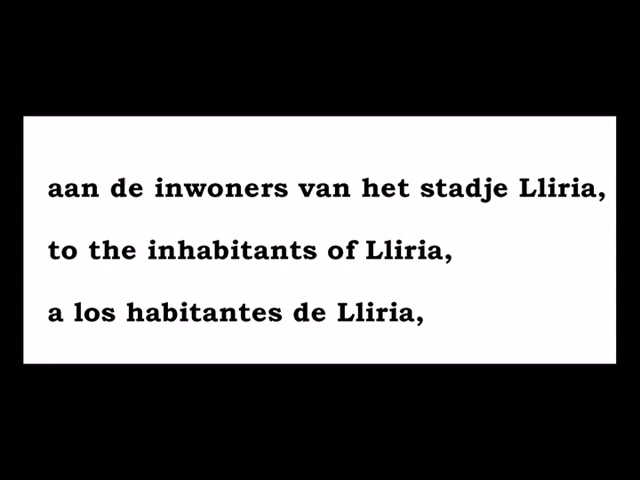 aan de inwoners van het stadje Lliria,
to the inhabitants of Lliria,
a los habitantes de Lliria,